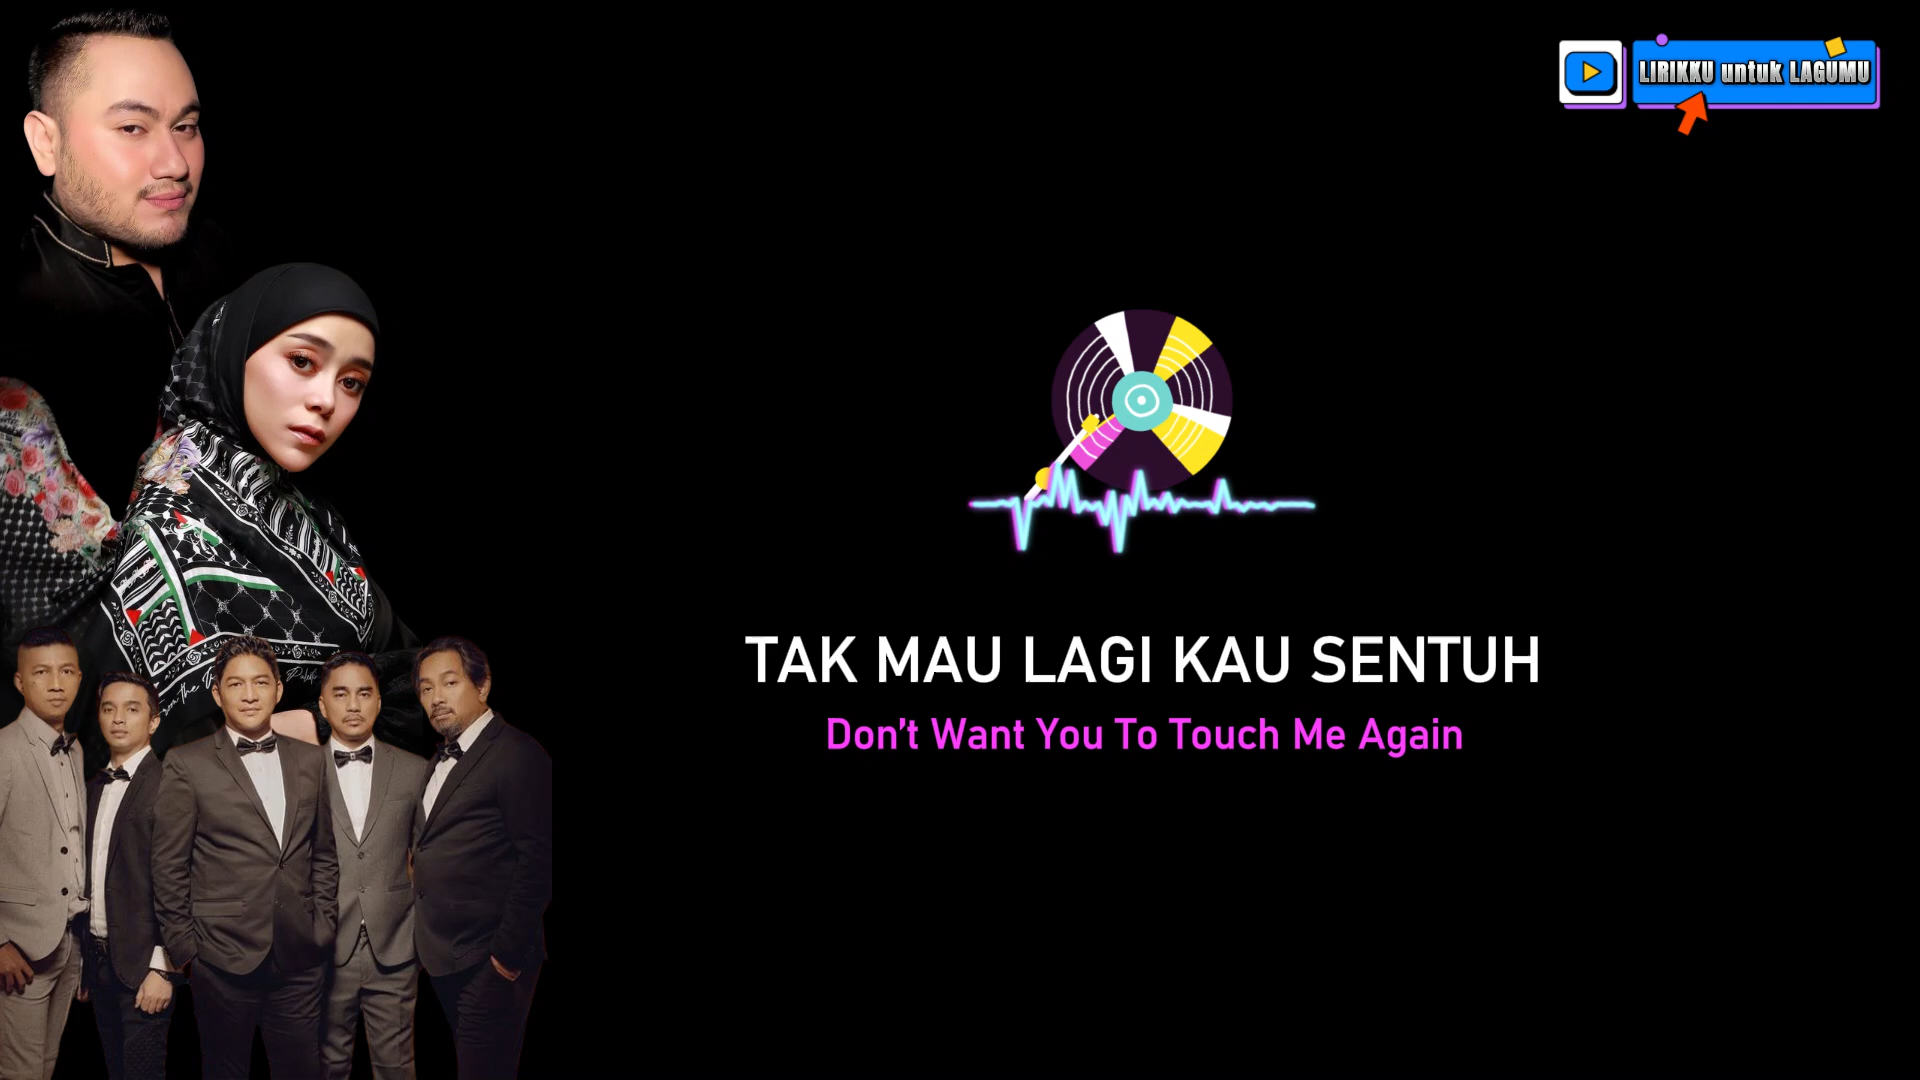 LIRIKKU untuk LAGUMU
TAK MAU LAGI KAU SENTUH
Don't Want You To Touch Me Again